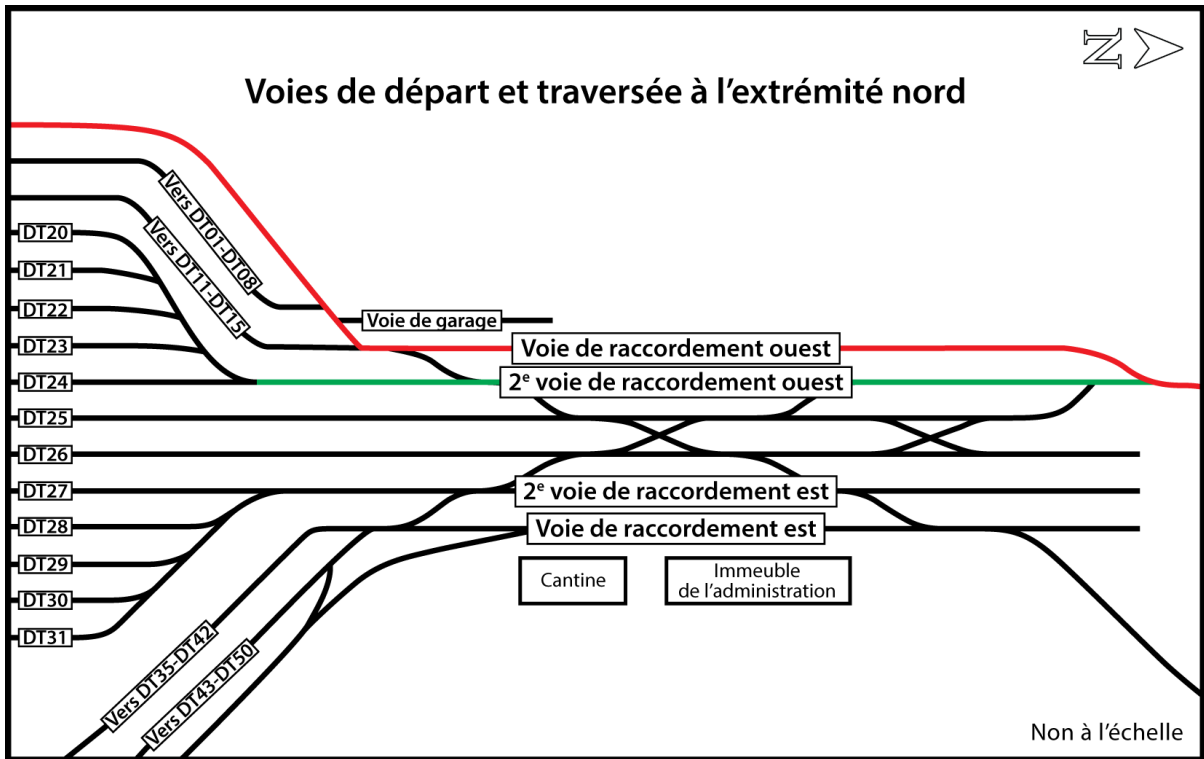 N
Voies de départ et traversée à l’extrémité nord
Vers DT01-DT08
Vers DT11-DT15
DT20
DT21
DT22
DT23
DT24
DT25
DT26
DT27
DT28
DT29
DT30
DT31
Voie de garage
Voie de raccordement ouest
2e voie de raccordement ouest
2e voie de raccordement est
Voie de raccordement est
Cantine
Immeuble
de l’administration
Vers DT35-DT42
Vers DT43-DT50
Non à l’échelle